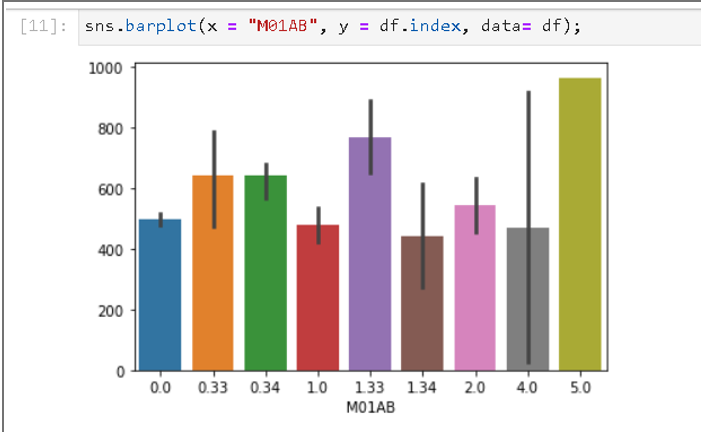 [11]: sns.barplot(x = "M01AB", y = df.index, data= df);
1000
800
600
400
200
0
0.0 0.33 0.34 1.0 1.33 1.34 2.0 4.0 5.0
M01AB